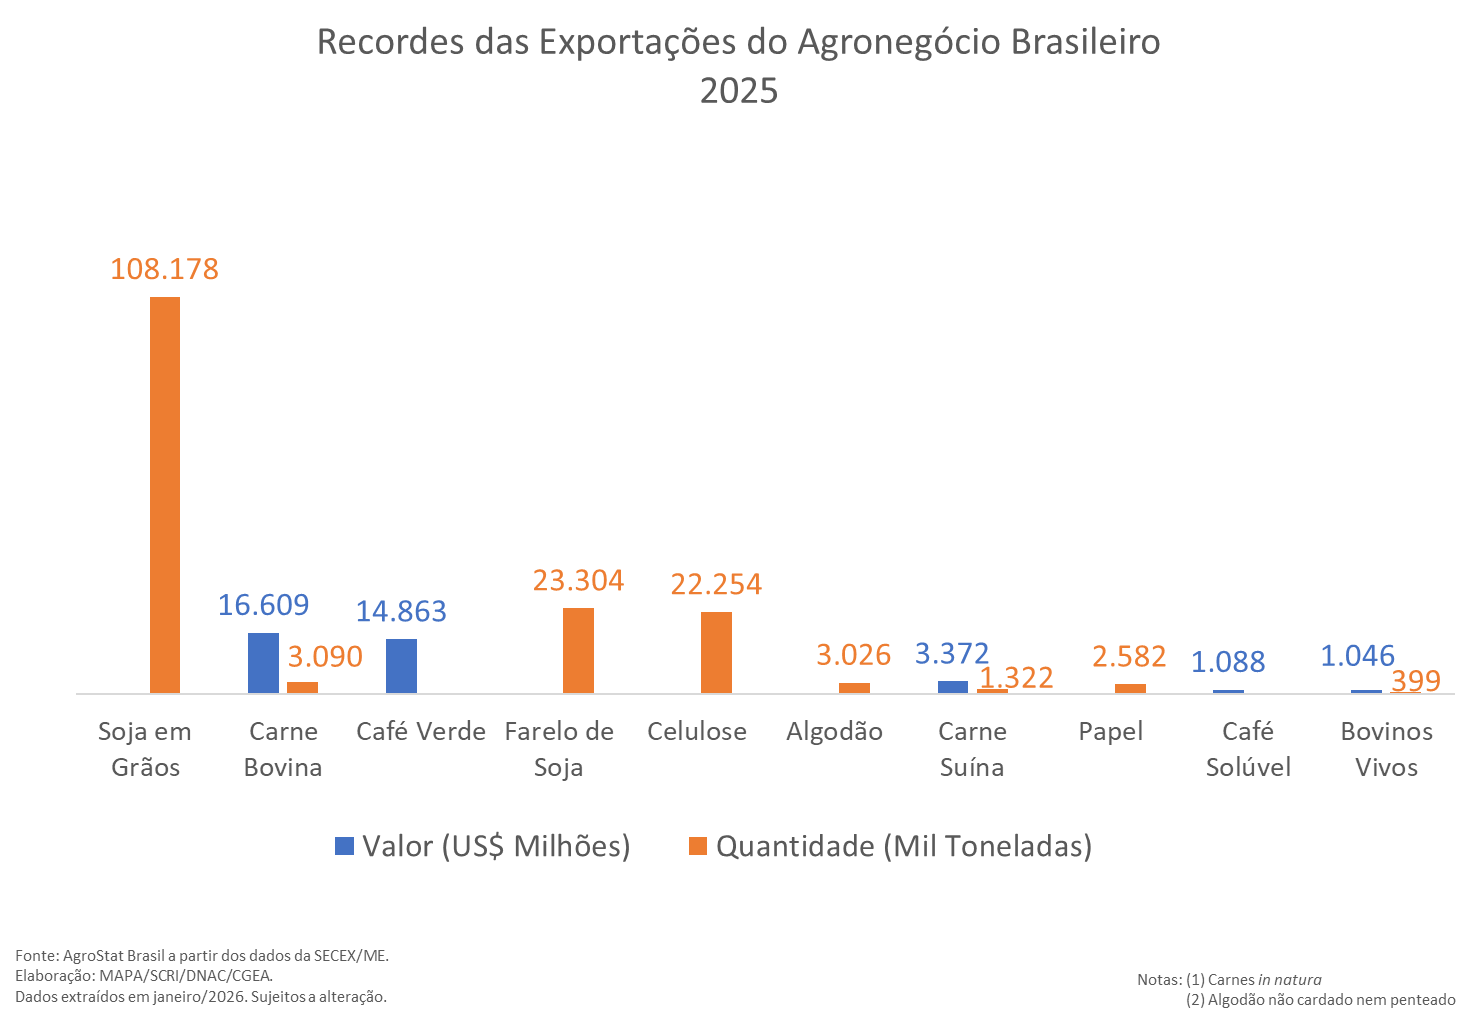 Recordes das Exportações do Agronegócio Brasileiro
2025
108.178
16.609
3.090
14.863
23.304
22.254
3.026
3.372
1.322
2.582
1.088
1.046
399
Soja em
Grãos
Carne
Bovina
Café Verde
Farelo de
Soja
Celulose
Algodão
Carne
Suína
Papel
Café
Solúvel
Bovinos
Vivos
Valor (US$ Milhões)
Quantidade (Mil Toneladas)
Fonte: AgroStat Brasil a partir dos dados da SECEX/ME.
Elaboração: MAPA/SCRI/DNAC/CGEA.
Dados extraídos em janeiro/2026. Sujeitos a alteração.
Notas: (1) Carnes in natura
(2) Algodão não cardado nem penteado